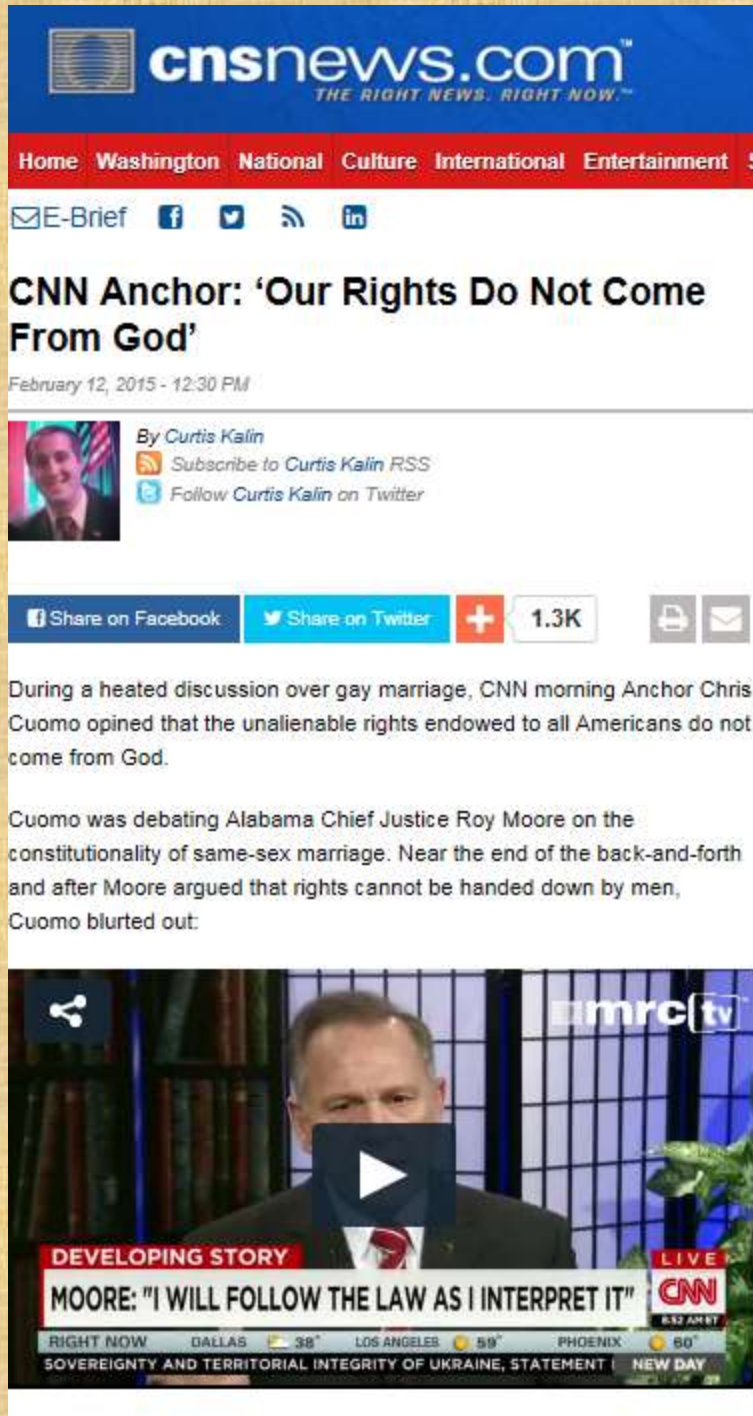 cnsnews.com™
THE RIGHT NEWS. RIGHT NOW.™
Home Washington National Culture International Entertainment
E-Brief
CNN Anchor: ‘Our Rights Do Not Come
From God’
February 12, 2015 - 12:30 PM
By Curtis Kalin
Subscribe to Curtis Kalin RSS
Follow Curtis Kalin on Twitter
Share on Facebook Share on Twitter + 1.3K
During a heated discussion over gay marriage, CNN morning Anchor Chris
Cuomo opined that the unalienable rights endowed to all Americans do not
come from God.
Cuomo was debating Alabama Chief Justice Roy Moore on the
constitutionality of same-sex marriage. Near the end of the back-and-forth
and after Moore argued that rights cannot be handed down by men,
Cuomo blurted out:
mrc tv
DEVELOPING STORY LIVE
MOORE: "I WILL FOLLOW THE LAW AS I INTERPRET IT" CNN
8:52 AM ET
RIGHT NOW DALLAS 38° LOS ANGELES 59° PHOENIX 60°
SOVEREIGNTY AND TERRITORIAL INTEGRITY OF UKRAINE, STATEMENT NEW DAY